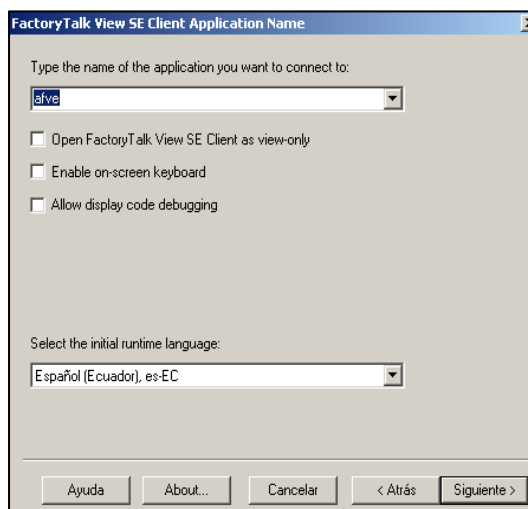 FactoryTalk View SE Client Application Name
Type the name of the application you want to connect to:
afve
Open FactoryTalk View SE Client as view-only
Enable on-screen keyboard
Allow display code debugging
Select the initial runtime language:
Español (Ecuador), es-EC
Ayuda About... Cancelar < Atrás Siguiente >